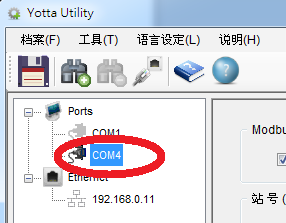 Yotta Utility
档案(F) 工具(T) 语言设定(L) 说明(H)
Ports
COM1
COM4
Ethernet
192.168.0.11
Modbu
站 号 (